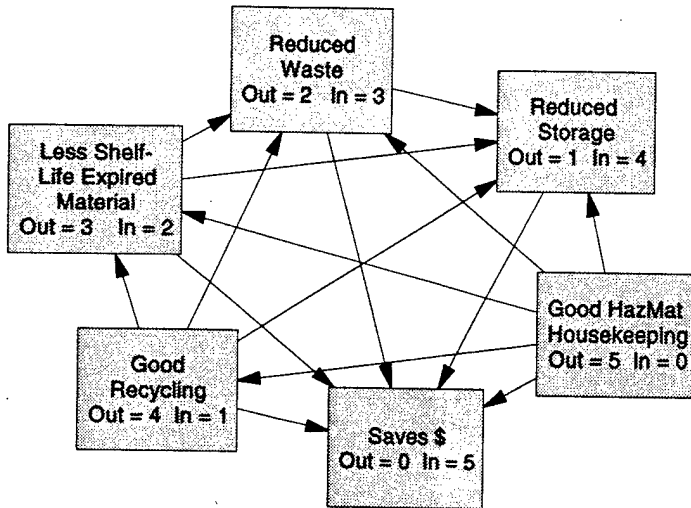 Reduced
Waste
Out = 2 In = 3
Reduced
Storage
Out = 1 In = 4
Less Shelf-
Life Expired
Material
Out = 3 In = 2
Good HazMat
Housekeeping
Out = 5 In = 0
Good
Recycling
Out = 4 In = 1
Saves $
Out = 0 In = 5